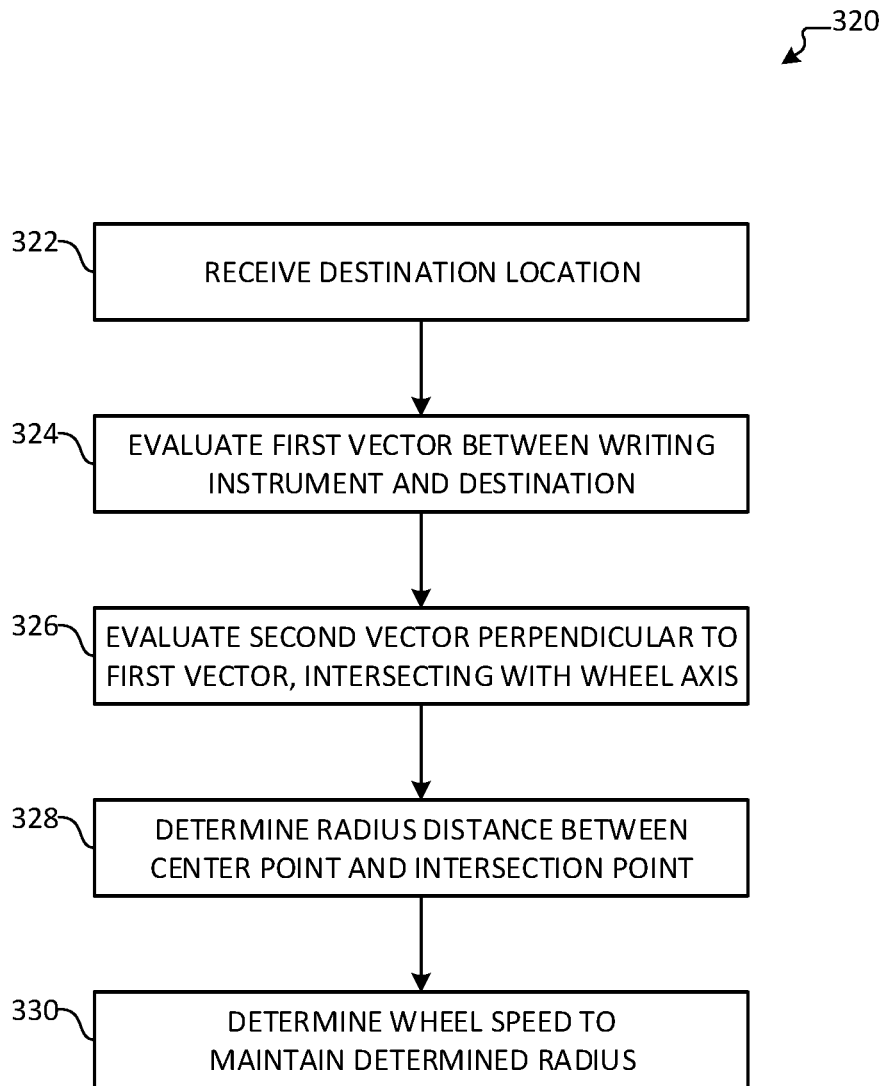 320
322
RECEIVE DESTINATION LOCATION
324
EVALUATE FIRST VECTOR BETWEEN WRITING
INSTRUMENT AND DESTINATION
326
EVALUATE SECOND VECTOR PERPENDICULAR TO
FIRST VECTOR, INTERSECTING WITH WHEEL AXIS
328
DETERMINE RADIUS DISTANCE BETWEEN
CENTER POINT AND INTERSECTION POINT
330
DETERMINE WHEEL SPEED TO
MAINTAIN DETERMINED RADIUS